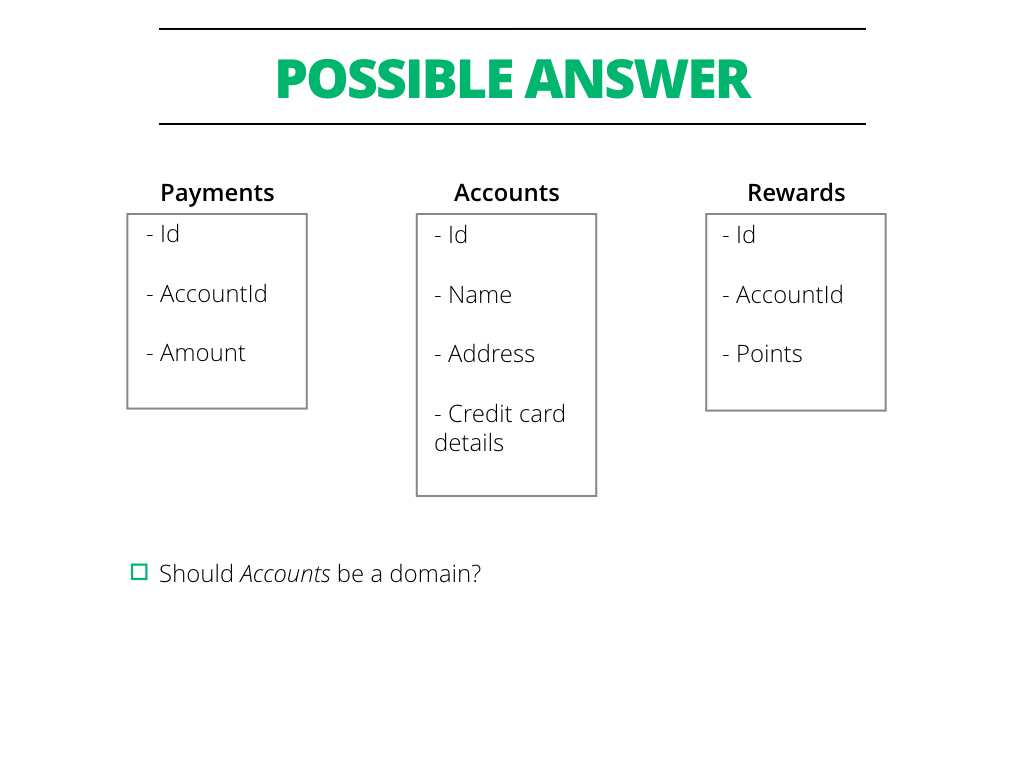 POSSIBLE ANSWER
Payments
- Id
- AccountId
- Amount
Accounts
- Id
- Name
- Address
- Credit card
details
Rewards
- Id
- AccountId
- Points
Should Accounts be a domain?